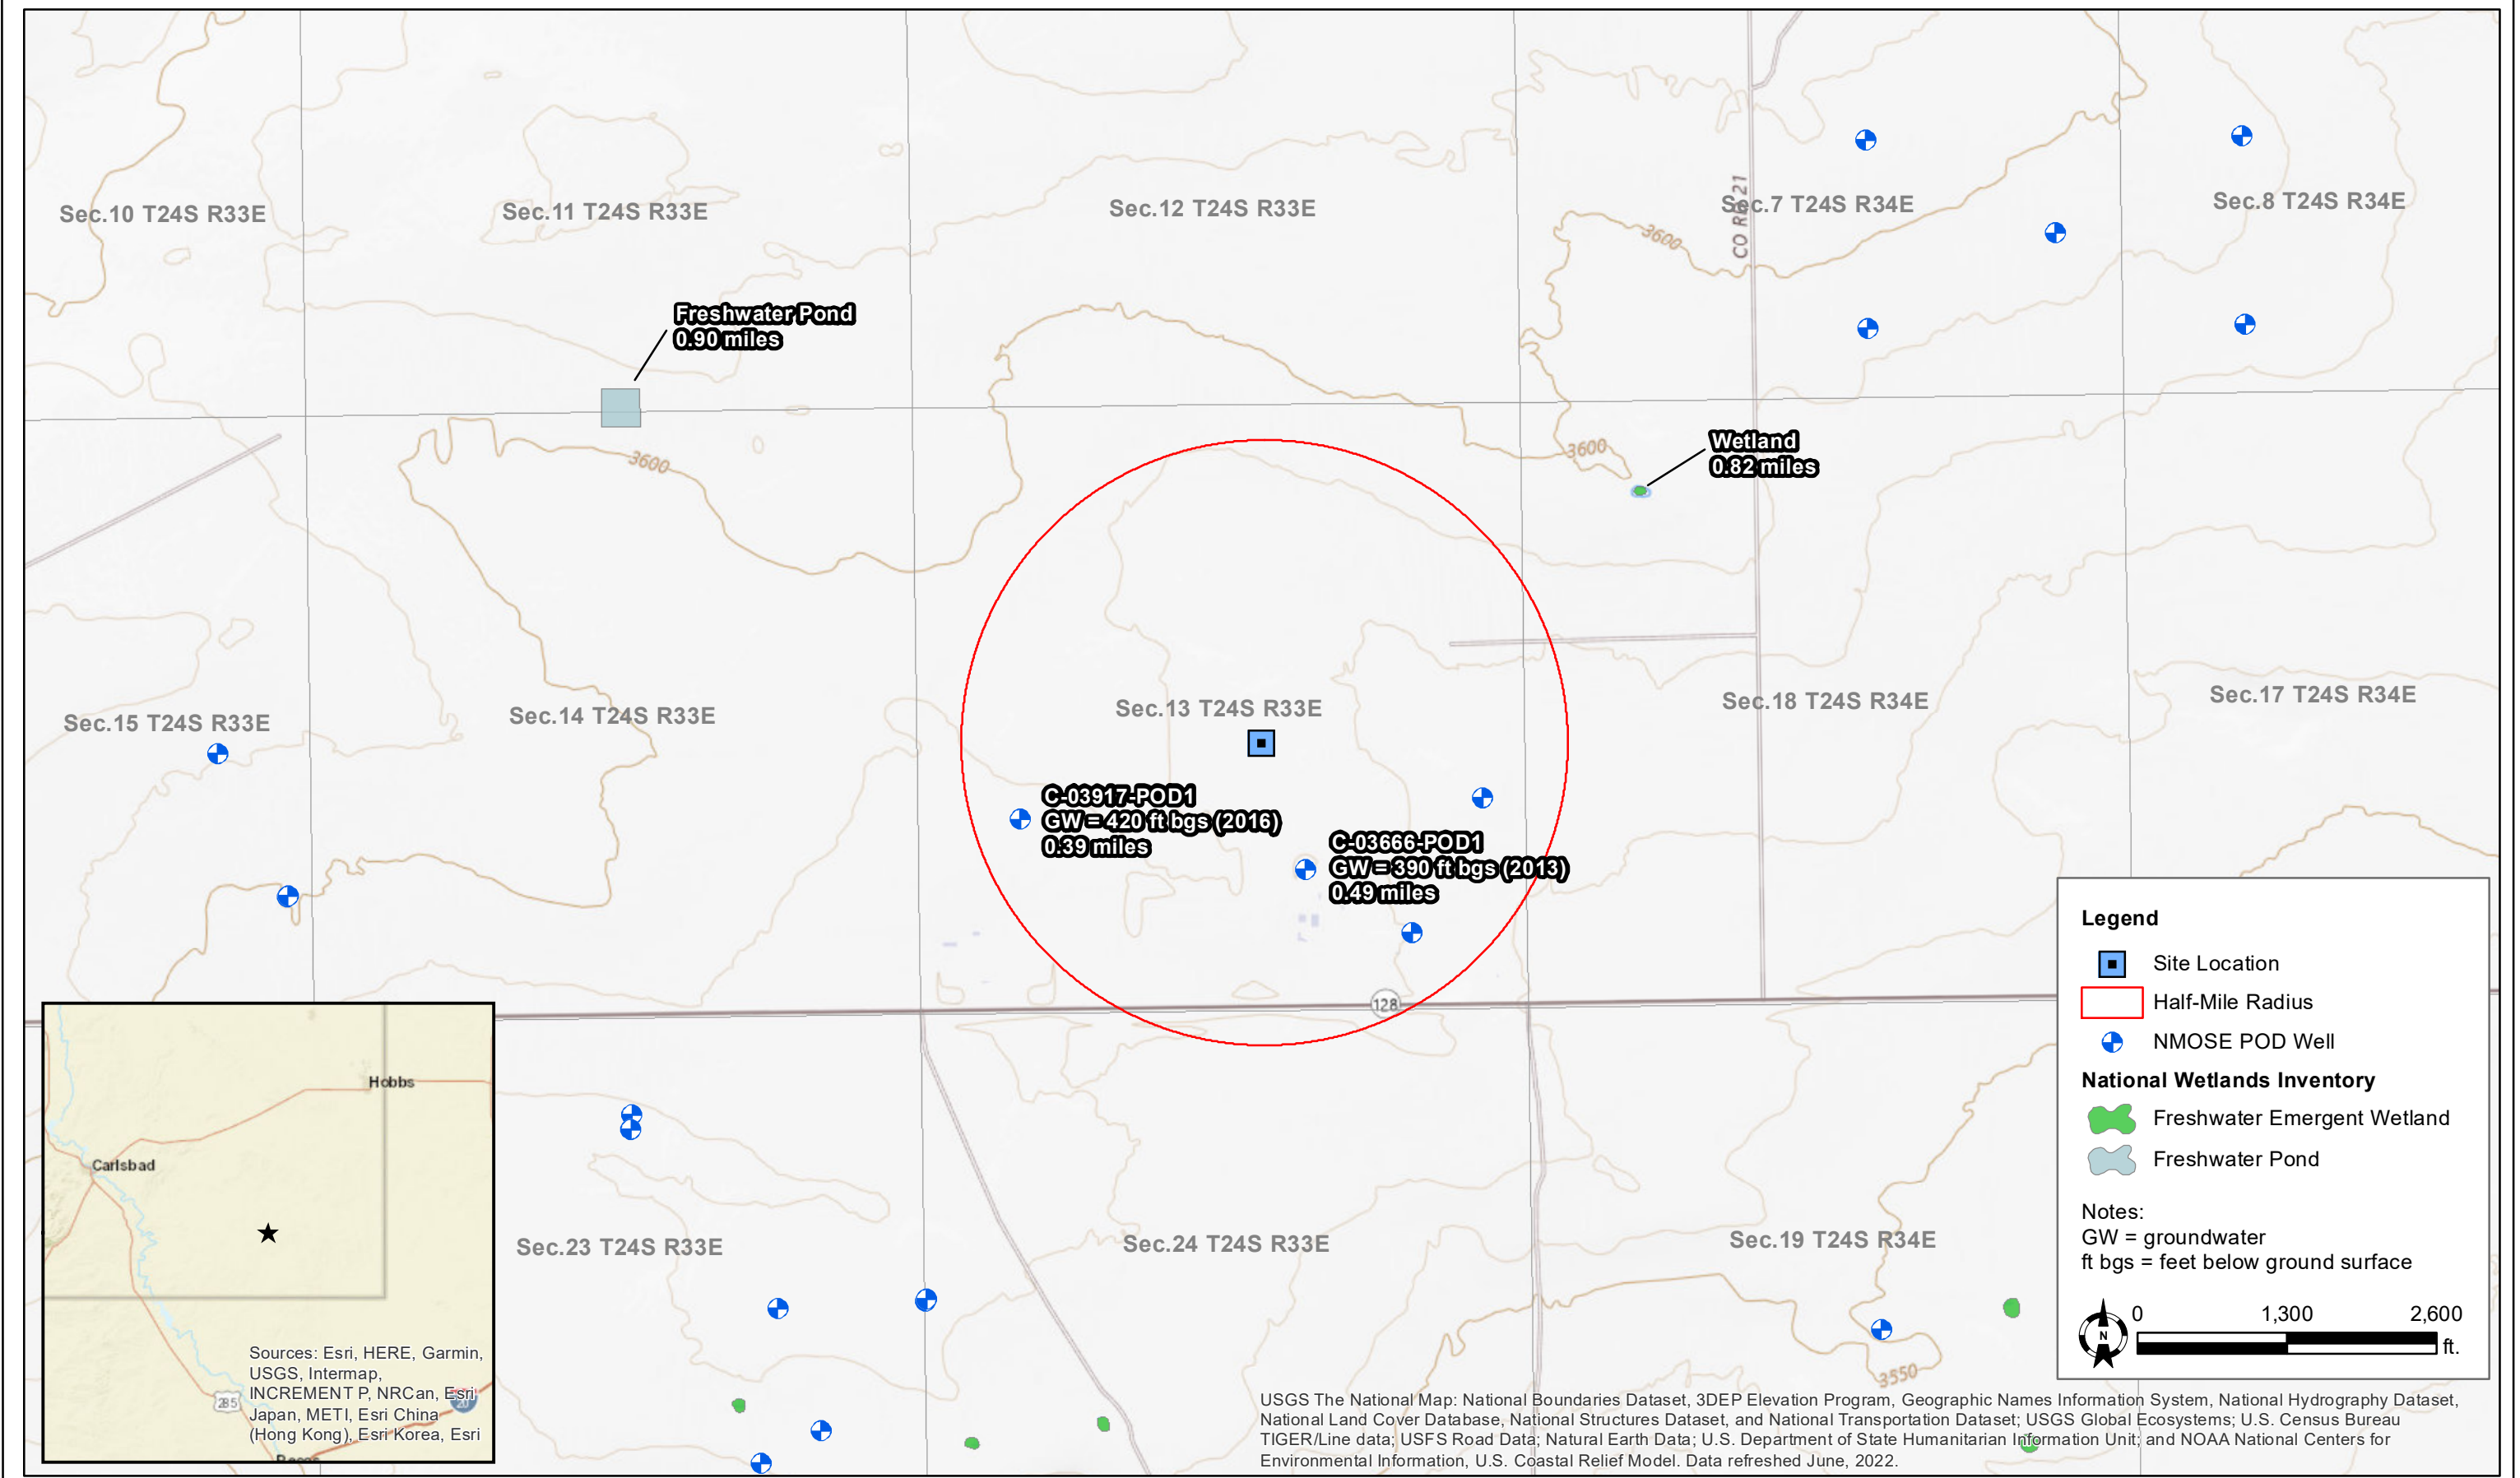 Sec.10 T24S R33E
Sec.11 T24S R33E
Sec.12 T24S R33E
CO RD 21
Sec.7 T24S R34E
Sec.8 T24S R34E
3600
Freshwater Pond
0.90 miles
3600
3600
Wetland
0.82 miles
Sec.15 T24S R33E
Sec.14 T24S R33E
Sec.13 T24S R33E
Sec.18 T24S R34E
Sec.17 T24S R34E
C-03917-POD1
GW = 420 ft bgs (2016)
0.39 miles
C-03666-POD1
GW = 390 ft bgs (2013)
0.49 miles
128
Sec.23 T24S R33E
Sec.24 T24S R33E
Sec.19 T24S R34E
3550
Hobbs
Carlsbad
285
20
Pecos
Sources: Esri, HERE, Garmin,
USGS, Intermap,
INCREMENT P, NRCan, Esri
Japan, METI, Esri China
(Hong Kong), Esri Korea, Esri
Legend
Site Location
Half-Mile Radius
NMOSE POD Well
National Wetlands Inventory
Freshwater Emergent Wetland
Freshwater Pond
Notes:
GW = groundwater
ft bgs = feet below ground surface
N
0 1,300 2,600
ft.
USGS The National Map: National Boundaries Dataset, 3DEP Elevation Program, Geographic Names Information System, National Hydrography Dataset,
National Land Cover Database, National Structures Dataset, and National Transportation Dataset; USGS Global Ecosystems; U.S. Census Bureau
TIGER/Line data; USFS Road Data; Natural Earth Data; U.S. Department of State Humanitarian Information Unit; and NOAA National Centers for
Environmental Information, U.S. Coastal Relief Model. Data refreshed June, 2022.